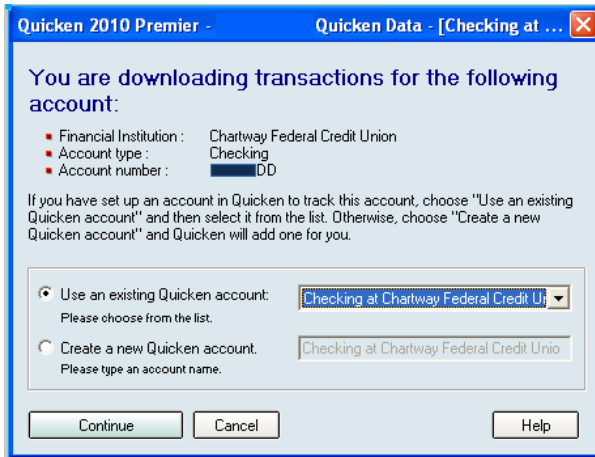 Quicken 2010 Premier - Quicken Data - [Checking at ...
You are downloading transactions for the following
account:
Financial Institution : Chartway Federal Credit Union
Account type : Checking
Account number : DD
If you have set up an account in Quicken to track this account, choose "Use an existing
Quicken account" and then select it from the list. Otherwise, choose "Create a new
Quicken account" and Quicken will add one for you.
Use an existing Quicken account: Checking at Chartway Federal Credit Ur
Please choose from the list.
Create a new Quicken account. Checking at Chartway Federal Credit Unio
Please type an account name.
Continue Cancel Help